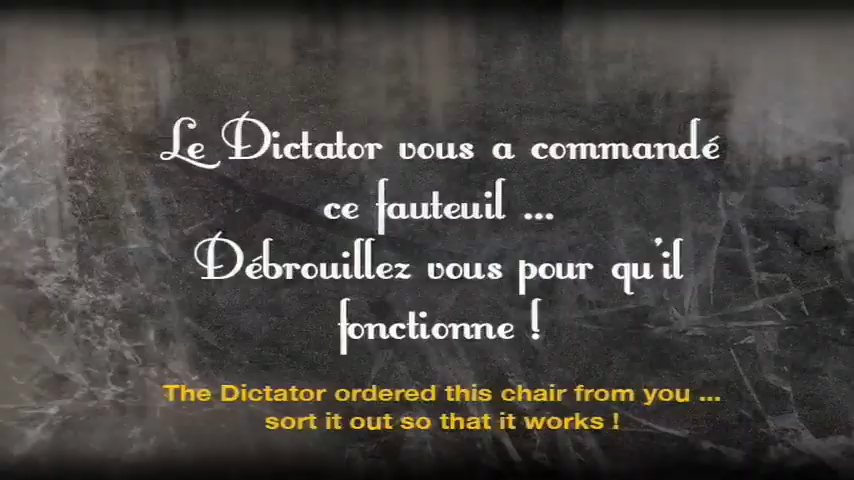 Le Dictator vous a commandé
ce fauteuil ...
Débrouillez vous pour qu'il
fonctionne !
The Dictator ordered this chair from you ...
sort it out so that it works !